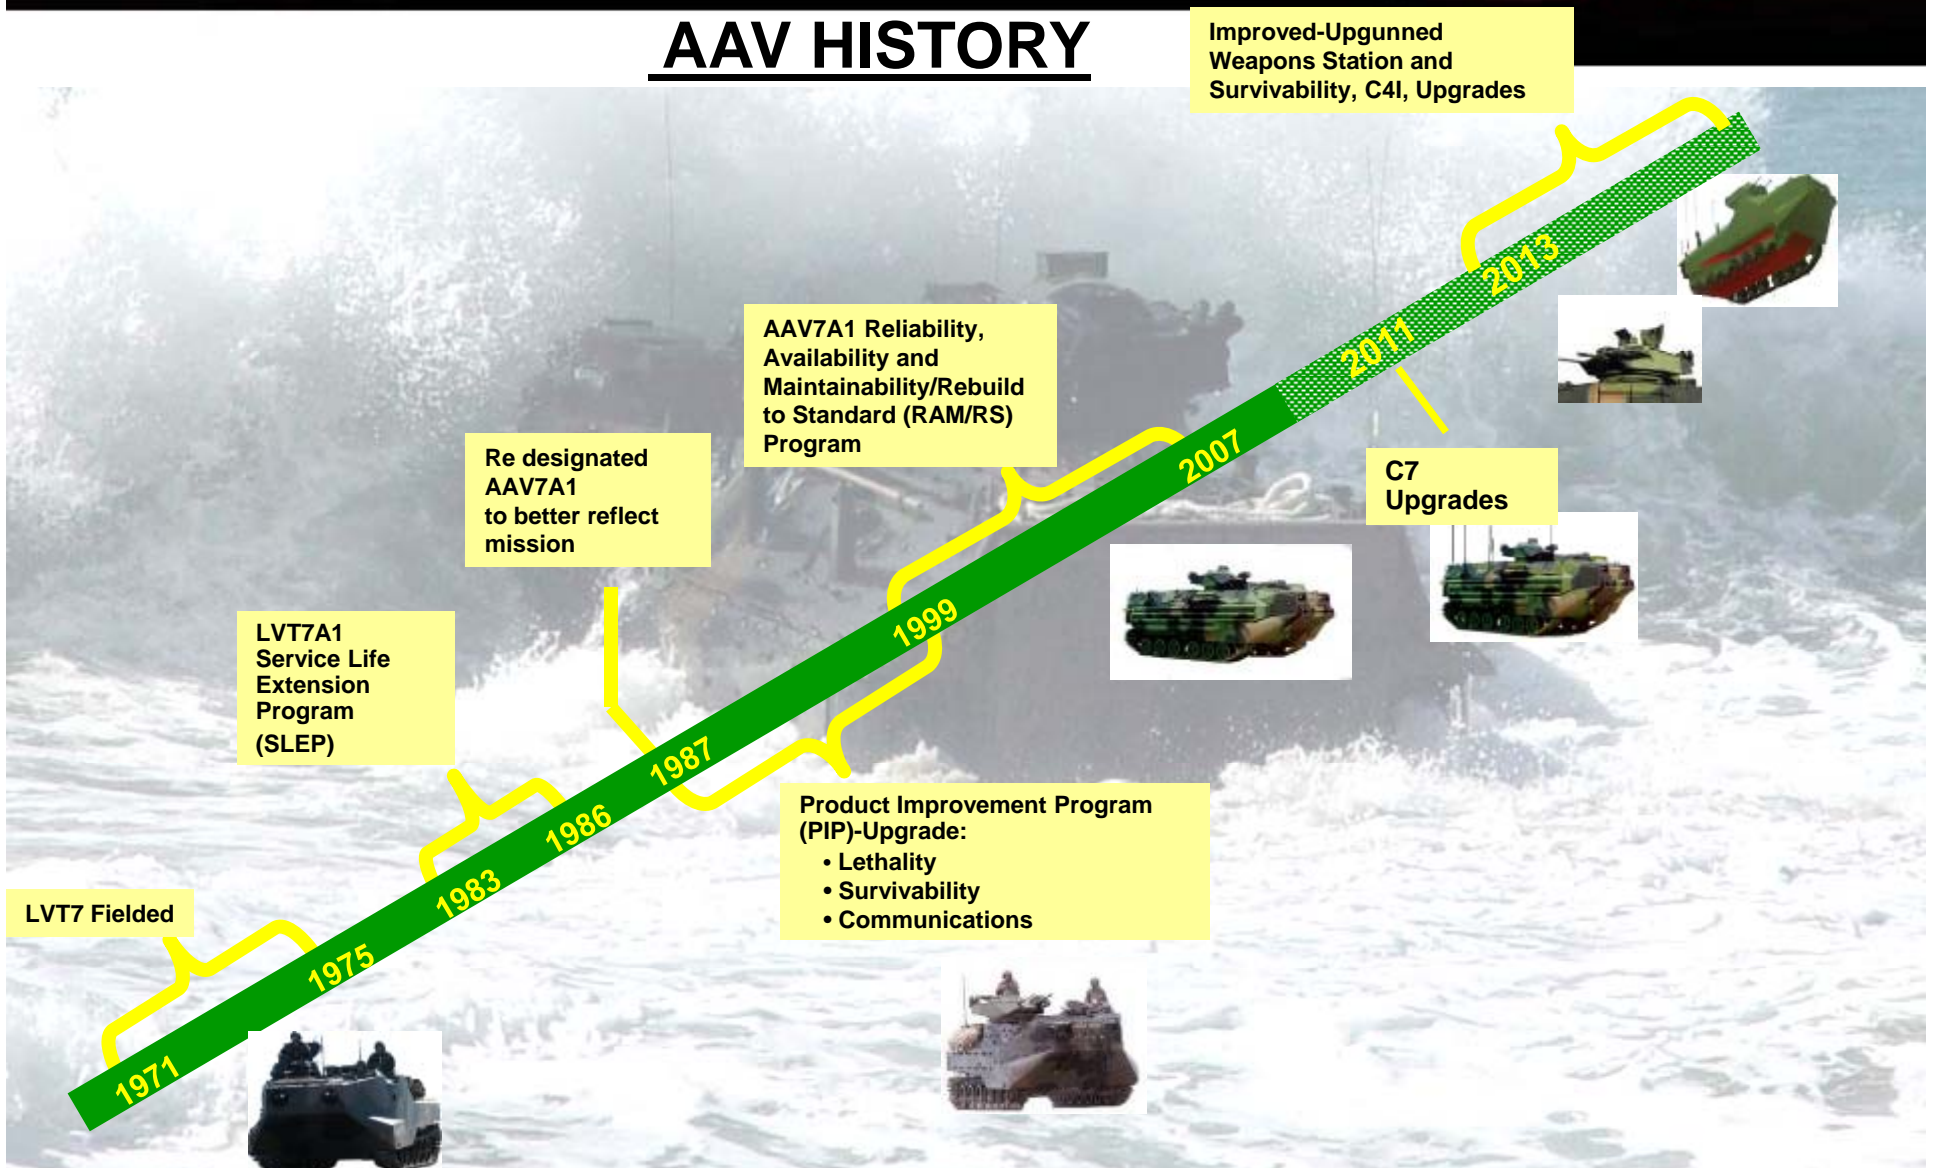 AAV HISTORY
Improved-Upgunned
Weapons Station and
Survivability, C4I, Upgrades
AAV7A1 Reliability,
Availability and
Maintainability/Rebuild
to Standard (RAM/RS)
Program
Re designated
AAV7A1
to better reflect
mission
C7
Upgrades
LVT7A1
Service Life
Extension
Program
(SLEP)
Product Improvement Program
(PIP)-Upgrade:
• Lethality
• Survivability
• Communications
LVT7 Fielded
1971
1975
1983
1986
1987
1999
2007
2011
2013